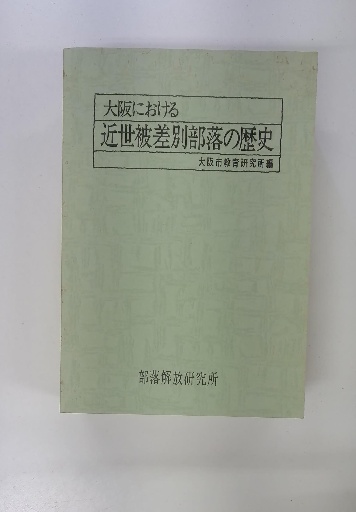 大阪における
近世被差別部落の歴史
大阪市教育研究所編
部落解放研究所